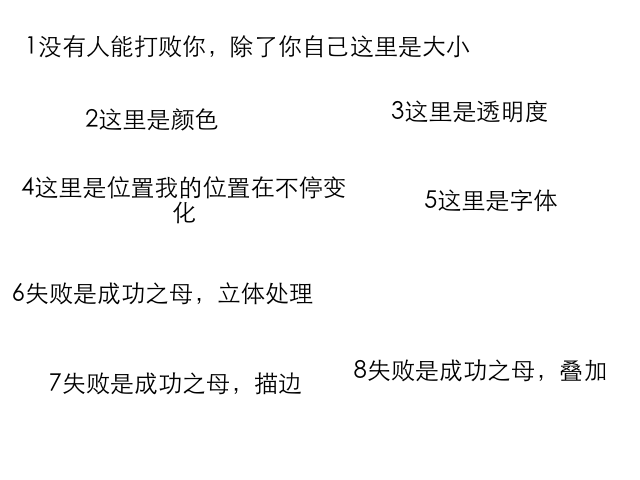 1没有人能打败你，除了你自己这里是大小
2这里是颜色
3这里是透明度
4这里是位置我的位置在不停变
化
5这里是字体
6失败是成功之母，立体处理
7失败是成功之母，描边
8失败是成功之母，叠加